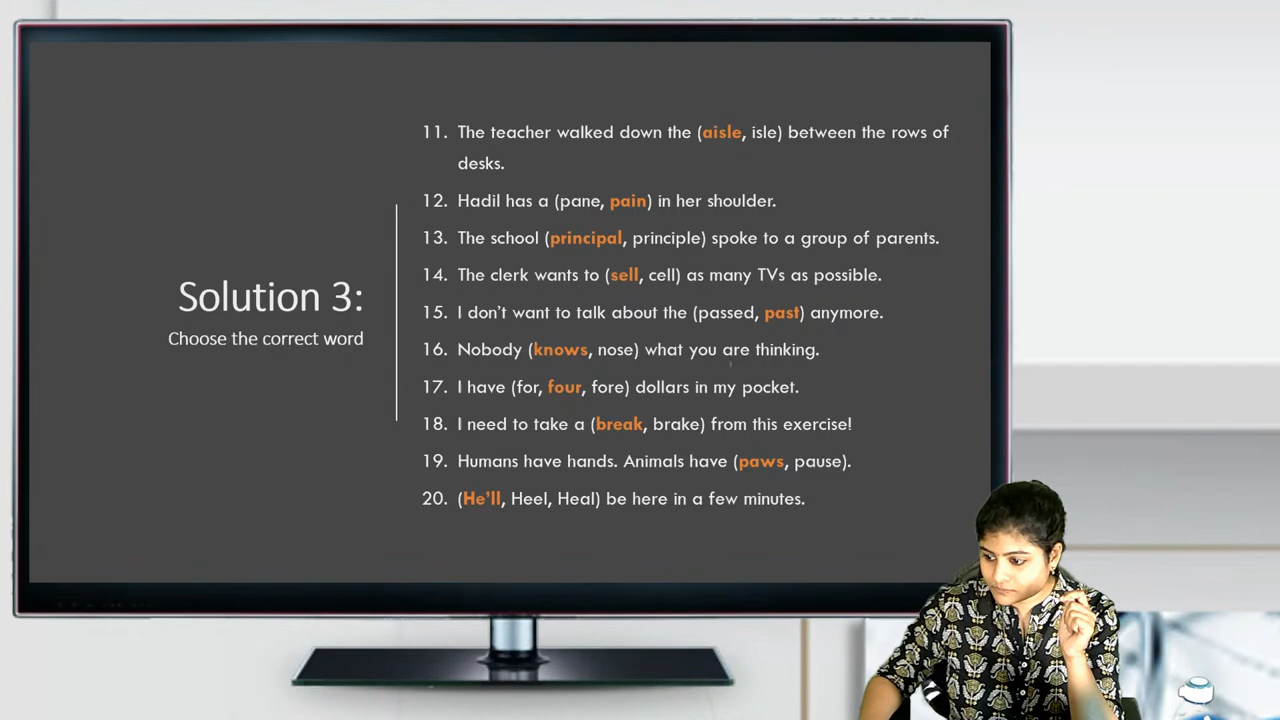 Solution 3:
Choose the correct word
11. The teacher walked down the (aisle, isle) between the rows of
desks.
12. Hadil has a (pane, pain) in her shoulder.
13. The school (principal, principle) spoke to a group of parents.
14. The clerk wants to (sell, cell) as many TVs as possible.
15. I don't want to talk about the (passed, past) anymore.
16. Nobody (knows, nose) what you are thinking.
17. I have (for, four, fore) dollars in my pocket.
18. I need to take a (break, brake) from this exercise!
19. Humans have hands. Animals have (paws, pause).
20. (He'll, Heel, Heal) be here in a few minutes.